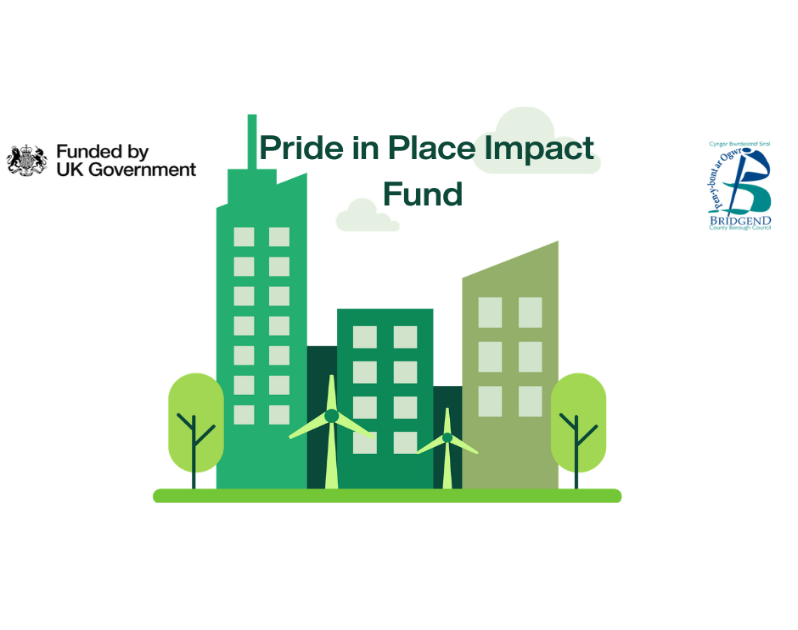 Pride in Place Impact
Fund
Funded by
UK Government
Cyngor Bwrdeistref Sirol
Pen-y-bont ar Ogwr
BRIDGEND
County Borough Council